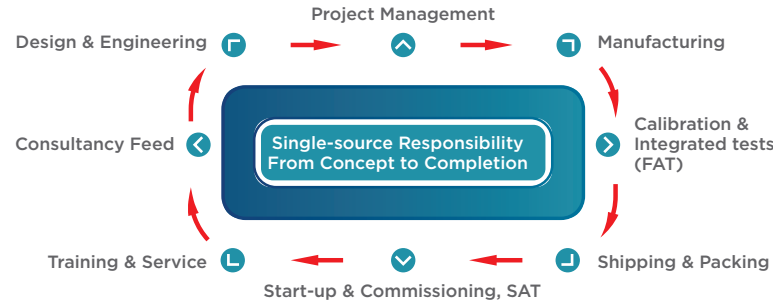 Project Management
Design & Engineering
Manufacturing
Consultancy Feed
Single-source Responsibility
From Concept to Completion
Calibration &
Integrated tests
(FAT)
Training & Service
Shipping & Packing
Start-up & Commissioning, SAT